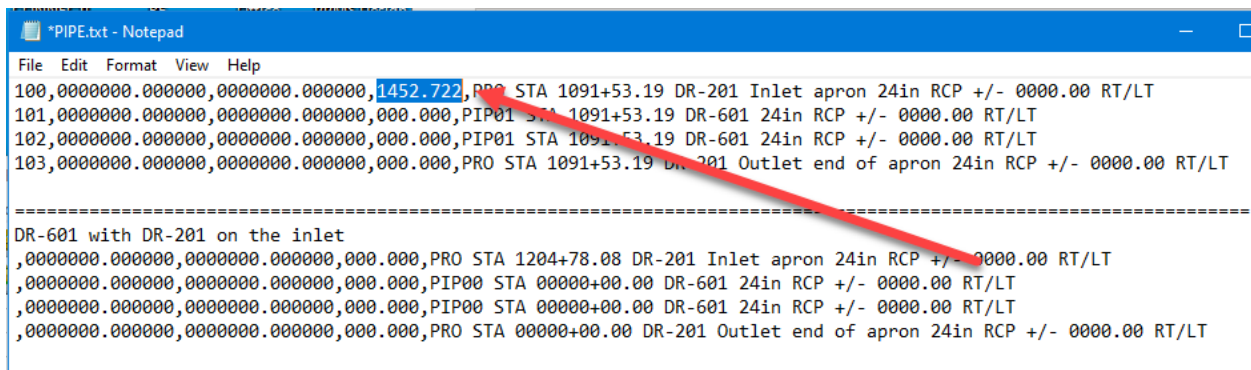 *PIPE.txt - Notepad
File Edit Format View Help
100,0000000.000000,0000000.000000,1452.722,PRO STA 1091+53.19 DR-201 Inlet apron 24in RCP +/- 0000.00 RT/LT
101,0000000.000000,0000000.000000,000.000,PIP01 STA 1091+53.19 DR-601 24in RCP +/- 0000.00 RT/LT
102,0000000.000000,0000000.000000,000.000,PIP01 STA 1091+53.19 DR-601 24in RCP +/- 0000.00 RT/LT
103,0000000.000000,0000000.000000,000.000,PRO STA 1091+53.19 DR-201 Outlet end of apron 24in RCP +/- 0000.00 RT/LT
DR-601 with DR-201 on the inlet
,0000000.000000,0000000.000000,000.000,PRO STA 1204+78.08 DR-201 Inlet apron 24in RCP +/- 0000.00 RT/LT
,0000000.000000,0000000.000000,000.000,PIP00 STA 00000+00.00 DR-601 24in RCP +/- 0000.00 RT/LT
,0000000.000000,0000000.000000,000.000,PIP00 STA 00000+00.00 DR-601 24in RCP +/- 0000.00 RT/LT
,0000000.000000,0000000.000000,000.000,PRO STA 00000+00.00 DR-201 Outlet end of apron 24in RCP +/- 0000.00 RT/LT